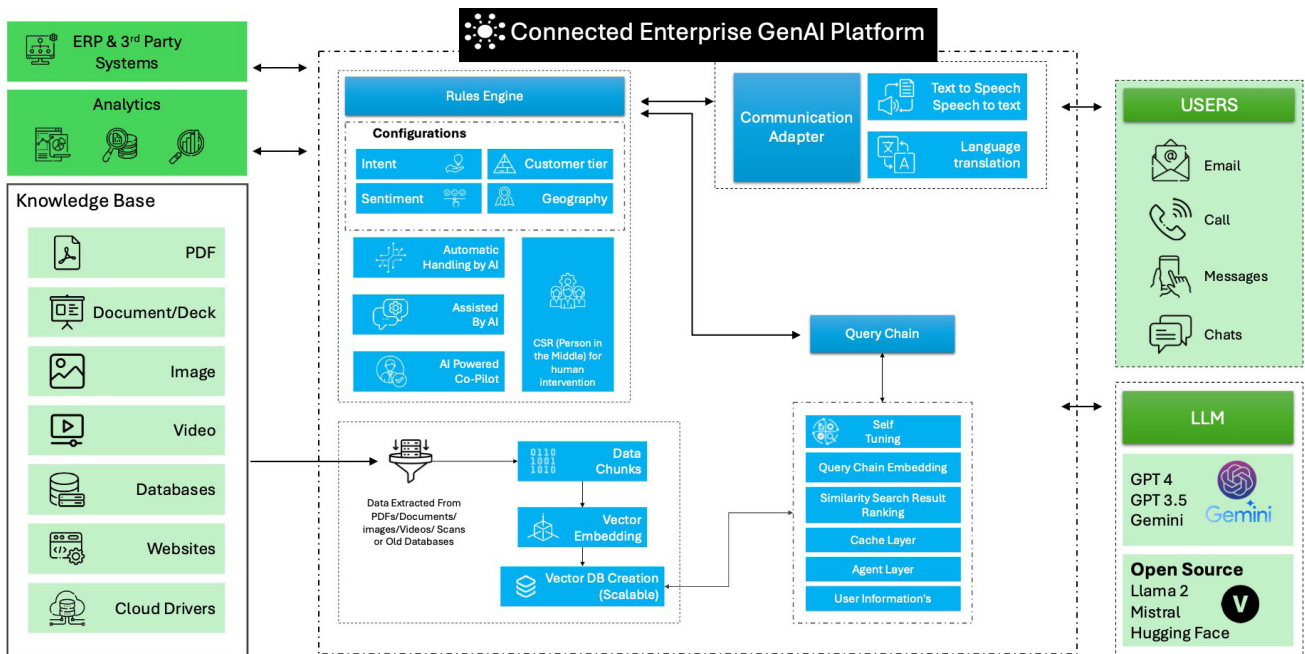 Connected Enterprise GenAI Platform
ERP & 3rd Party
Systems
Analytics
Knowledge Base
PDF
Document/Deck
Image
Video
Databases
Websites
Cloud Drivers
Rules Engine
Configurations
Intent
Customer tier
Sentiment
Geography
Automatic
Handling by AI
Assisted
By AI
AI Powered
Co-Pilot
CSR (Person in
the Middle) for
human
intervention
Communication
Adapter
Text to Speech
Speech to text
Language
translation
Query Chain
Data Extracted From
PDFs/Documents/
images/Videos/ Scans
or Old Databases
0110
1001
1010
Data
Chunks
Vector
Embedding
Vector DB Creation
(Scalable)
Self
Tuning
Query Chain Embedding
Similarity Search Result
Ranking
Cache Layer
Agent Layer
User Information's
USERS
@
Email
Call
Messages
Chats
LLM
GPT 4
GPT 3.5
Gemini
Gemini
Open Source
Llama 2
Mistral
Hugging Face
V